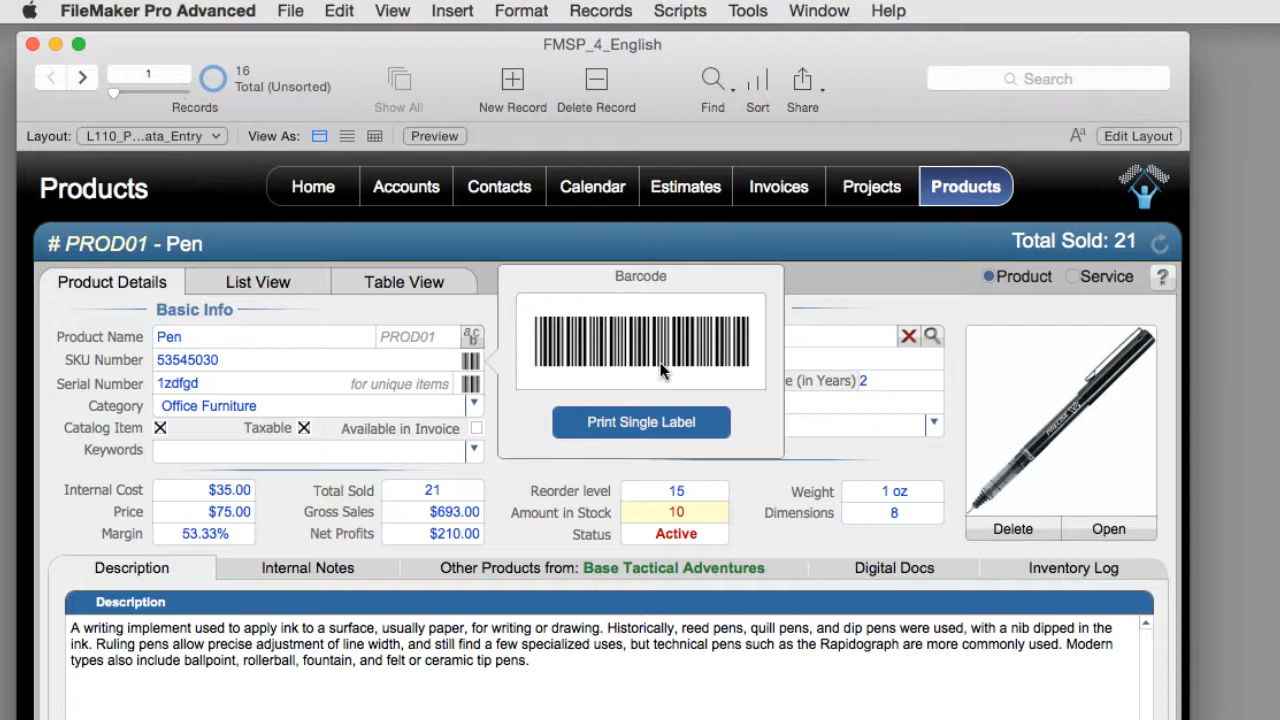 FileMaker Pro Advanced File Edit View Insert Format Records Scripts Tools Window Help
FMSP_4_English
1 16 Total (Unsorted)
Records Show All New Record Delete Record Find Sort Share Search
Layout: L110_P...ata_Entry View As: Preview Aa Edit Layout
Products Home Accounts Contacts Calendar Estimates Invoices Projects Products
# PROD01 - Pen Total Sold: 21
Product Details List View Table View Barcode Product Service ?
Basic Info
Product Name Pen PROD01
SKU Number 53545030
Serial Number 1zdfgd for unique items e (in Years) 2
Category Office Furniture
Catalog Item Taxable Available in Invoice Print Single Label
Keywords
Internal Cost $35.00 Total Sold 21 Reorder level 15 Weight 1 oz
Price $75.00 Gross Sales $693.00 Amount in Stock 10 Dimensions 8
Margin 53.33% Net Profits $210.00 Status Active Delete Open
Description Internal Notes Other Products from: Base Tactical Adventures Digital Docs Inventory Log
Description
A writing implement used to apply ink to a surface, usually paper, for writing or drawing. Historically, reed pens, quill pens, and dip pens were used, with a nib dipped in the
ink. Ruling pens allow precise adjustment of line width, and still find a few specialized uses, but technical pens such as the Rapidograph are more commonly used. Modern
types also include ballpoint, rollerball, fountain, and felt or ceramic tip pens.